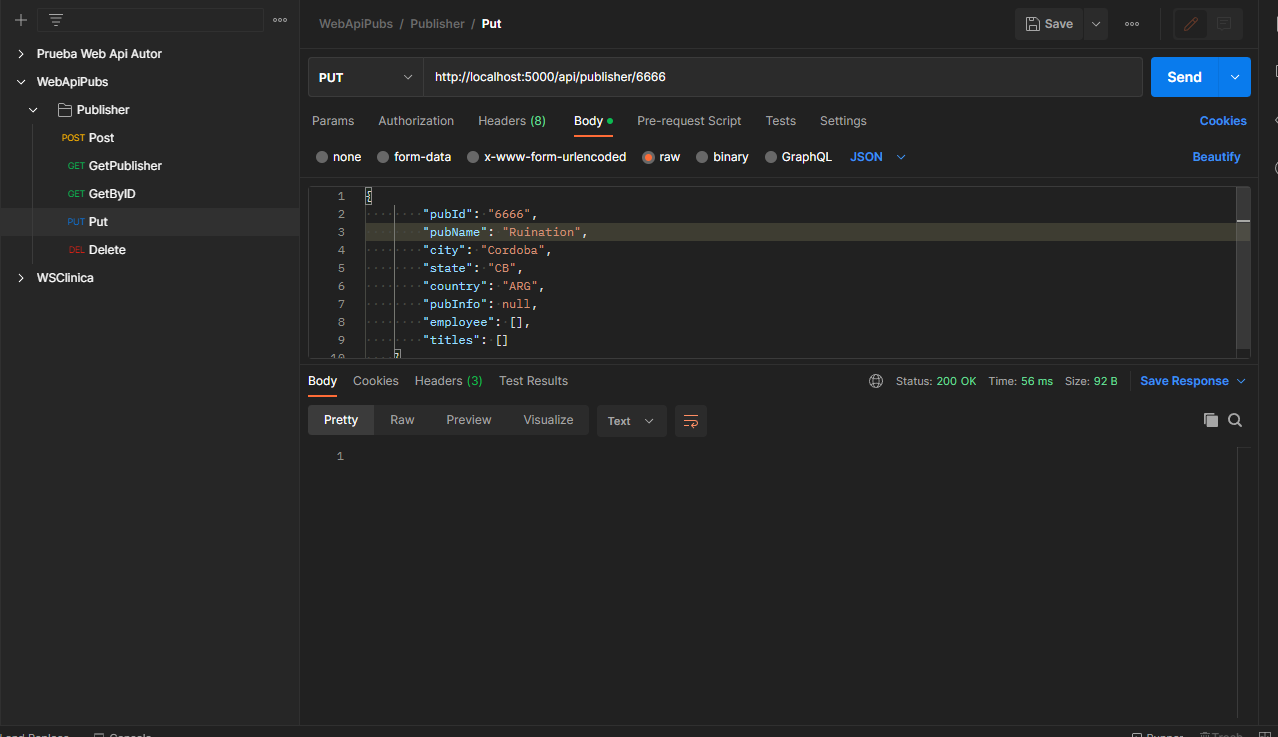 WebApiPubs / Publisher / Put
Save
Prueba Web Api Autor
WebApiPubs
Publisher
POST Post
GET GetPublisher
GET GetByID
PUT Put
DEL Delete
WSClinica
PUT
http://localhost:5000/api/publisher/6666
Send
Params Authorization Headers (8) Body Pre-request Script Tests Settings Cookies
none form-data x-www-form-urlencoded raw binary GraphQL JSON Beautify
1 {
2 "pubId": "6666",
3 "pubName": "Ruination",
4 "city": "Cordoba",
5 "state": "CB",
6 "country": "ARG",
7 "pubInfo": null,
8 "employee": [],
9 "titles": []
10 }
Body Cookies Headers (3) Test Results Status: 200 OK Time: 56 ms Size: 92 B Save Response
Pretty Raw Preview Visualize Text
1
Console Runner Trash